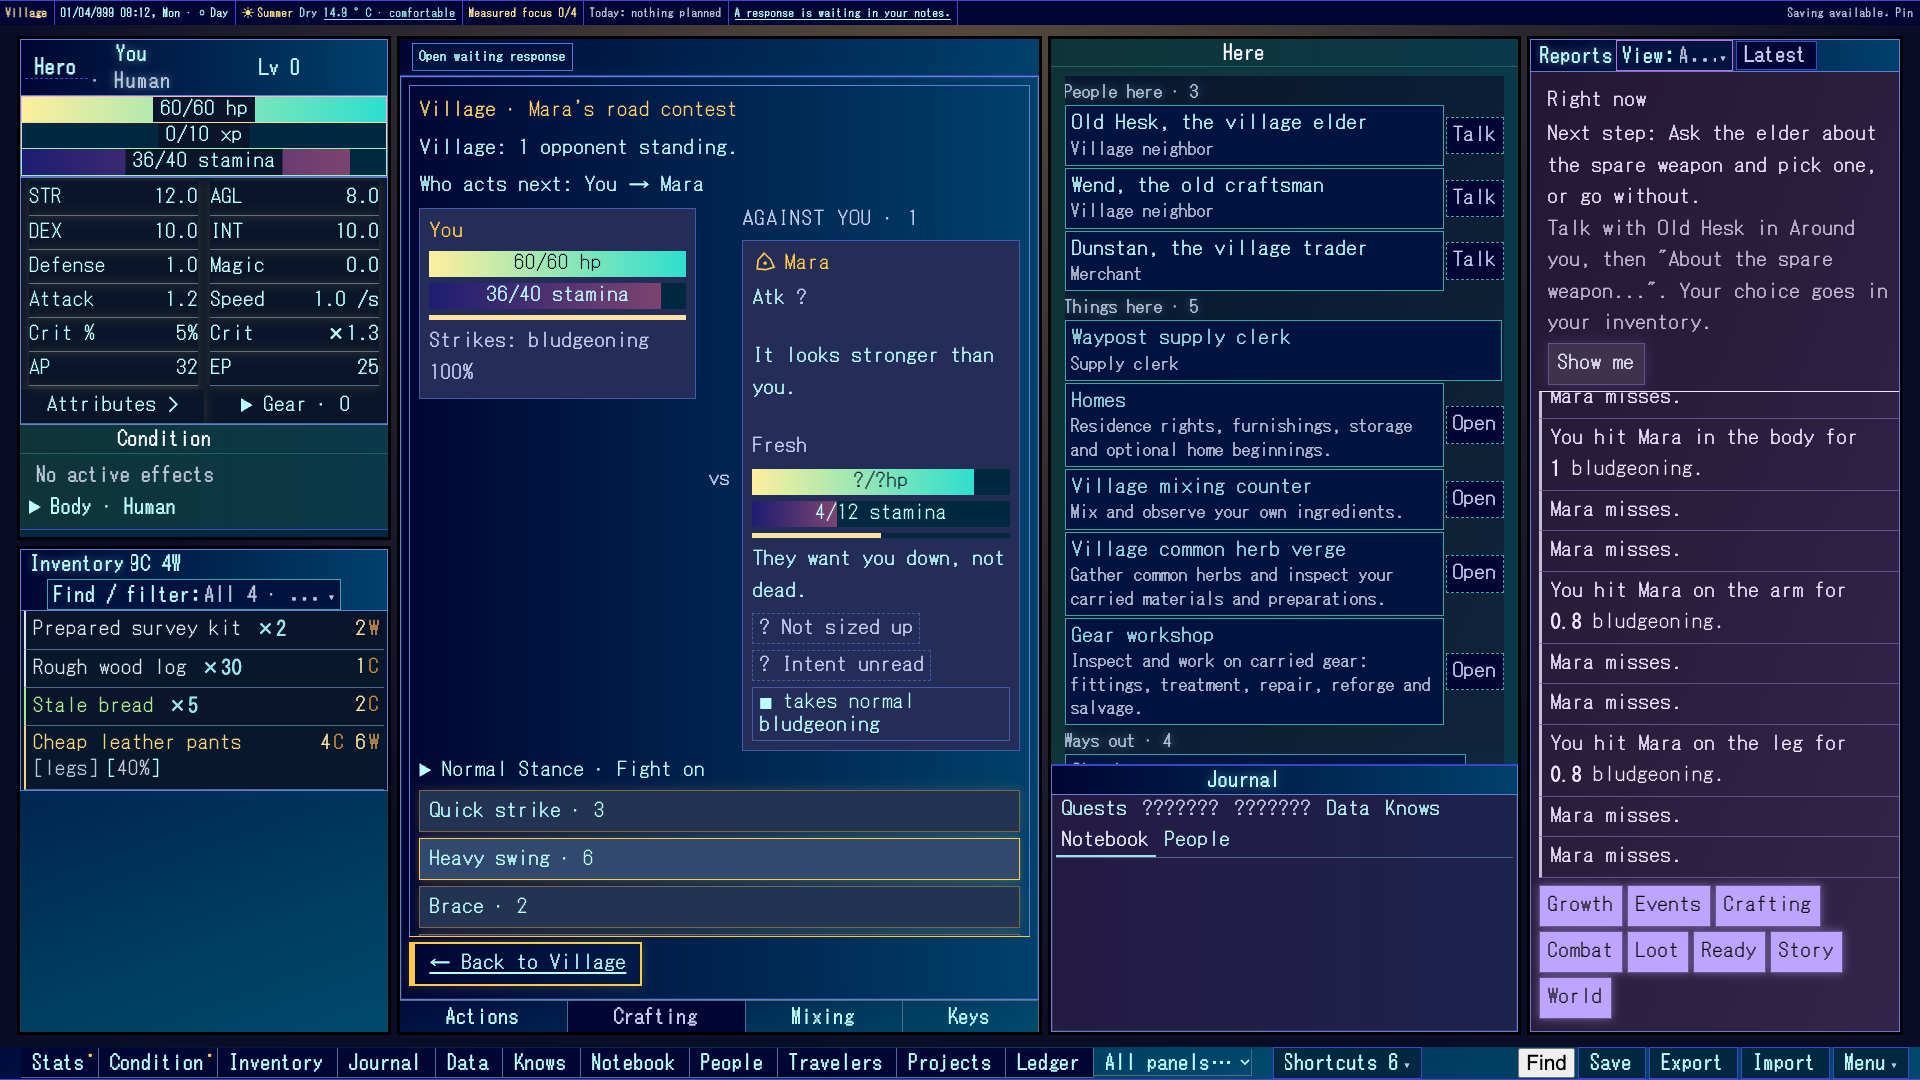 Village 01/04/999 08:12, Mon · ☼ Day ☀ Summer Dry 14.9 ° C · comfortable Measured focus 0/4 Today: nothing planned A response is waiting in your notes. Saving available. Pin
Hero · You Human Lv 0
60/60 hp
0/10 xp
36/40 stamina
STR 12.0 AGL 8.0
DEX 10.0 INT 10.0
Defense 1.0 Magic 0.0
Attack 1.2 Speed 1.0 /s
Crit % 5% Crit ×1.3
AP 32 EP 25
Attributes > ▶ Gear · 0
Condition
No active effects
▶ Body · Human
Inventory 9C 4W
Find / filter: All 4 · ... ▾
Prepared survey kit ×2 2W
Rough wood log ×30 1C
Stale bread ×5 2C
Cheap leather pants 4C 6W
[legs] [40%]
Open waiting response
Village · Mara's road contest
Village: 1 opponent standing.
Who acts next: You → Mara
You
60/60 hp
36/40 stamina
Strikes: bludgeoning
100%
vs
AGAINST YOU · 1
Mara
Atk ?
It looks stronger than
you.
Fresh
?/?hp
4/12 stamina
They want you down, not
dead.
? Not sized up
? Intent unread
■ takes normal
bludgeoning
▶ Normal Stance · Fight on
Quick strike · 3
Heavy swing · 6
Brace · 2
← Back to Village
Actions Crafting Mixing Keys
Here
People here · 3
Old Hesk, the village elder
Village neighbor
Talk
Wend, the old craftsman
Village neighbor
Talk
Dunstan, the village trader
Merchant
Talk
Things here · 5
Waypost supply clerk
Supply clerk
Homes
Residence rights, furnishings, storage
and optional home beginnings.
Open
Village mixing counter
Mix and observe your own ingredients.
Open
Village common herb verge
Gather common herbs and inspect your
carried materials and preparations.
Open
Gear workshop
Inspect and work on carried gear:
fittings, treatment, repair, reforge and
salvage.
Open
Ways out · 4
Journal
Quests ??????? ??????? Data Knows
Notebook People
Reports View: A... ▾ Latest
Right now
Next step: Ask the elder about
the spare weapon and pick one,
or go without.
Talk with Old Hesk in Around
you, then "About the spare
weapon...". Your choice goes in
your inventory.
Show me
Mara misses.
You hit Mara in the body for
1 bludgeoning.
Mara misses.
Mara misses.
You hit Mara on the arm for
0.8 bludgeoning.
Mara misses.
Mara misses.
You hit Mara on the leg for
0.8 bludgeoning.
Mara misses.
Mara misses.
Growth Events Crafting
Combat Loot Ready Story
World
Stats Condition Inventory Journal Data Knows Notebook People Travelers Projects Ledger All panels··· Shortcuts 6 ▾ Find Save Export Import Menu ▾